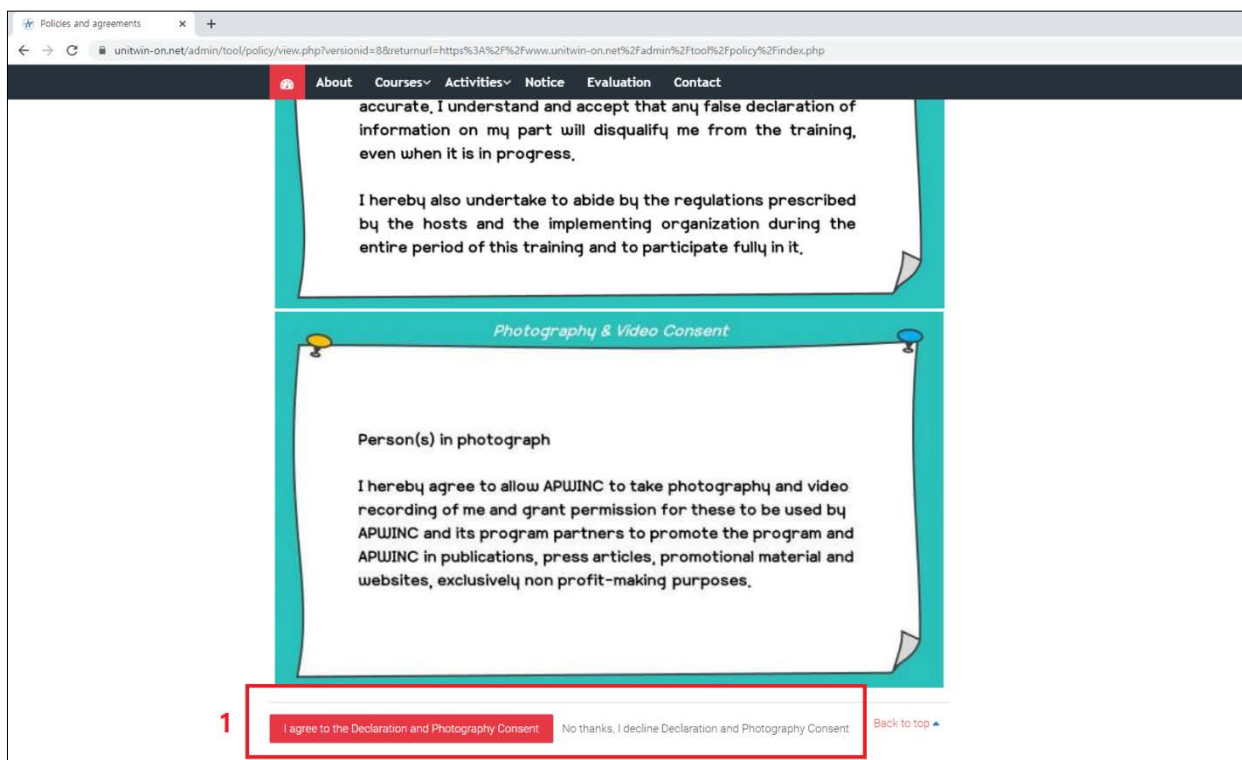 Policies and agreements × +
unitwin-on.net/admin/tool/policy/view.php?versionid=8&returnurl=https%3A%2F%2Fwww.unitwin-on.net%2Fadmin%2Ftool%2Fpolicy%2Findex.php
About Courses Activities Notice Evaluation Contact
accurate. I understand and accept that any false declaration of
information on my part will disqualify me from the training,
even when it is in progress.
I hereby also undertake to abide by the regulations prescribed
by the hosts and the implementing organization during the
entire period of this training and to participate fully in it.
Photography & Video Consent
Person(s) in photograph
I hereby agree to allow APWINC to take photography and video
recording of me and grant permission for these to be used by
APWINC and its program partners to promote the program and
APWINC in publications, press articles, promotional material and
websites, exclusively non profit-making purposes.
1
I agree to the Declaration and Photography Consent No thanks, I decline Declaration and Photography Consent Back to top